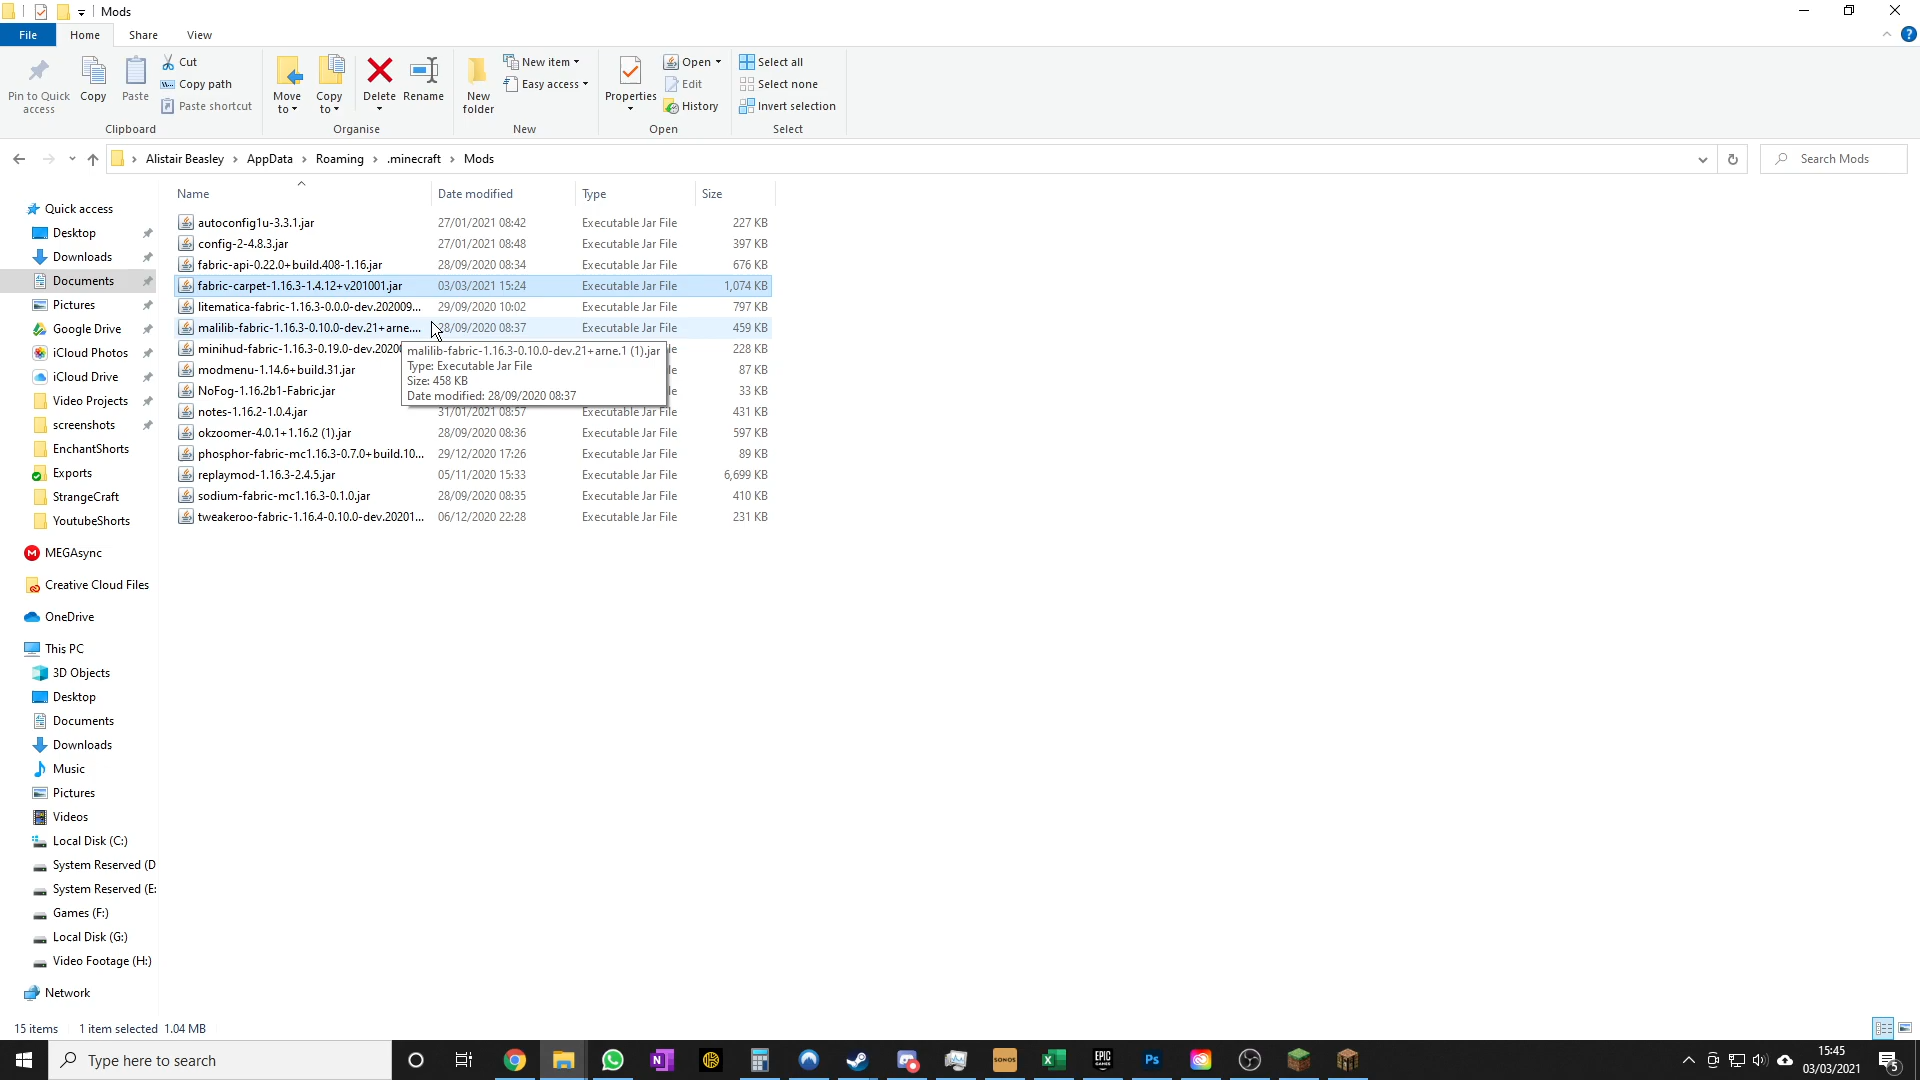 Mods
File Home Share View
Pin to Quick access
Copy
Paste
Cut
Copy path
Paste shortcut
Clipboard
Move to
Copy to
Delete
Rename
Organise
New folder
New item
Easy access
New
Properties
Open
Edit
History
Open
Select all
Select none
Invert selection
Select
Alistair Beasley > AppData > Roaming > .minecraft > Mods
Search Mods
Name Date modified Type Size
autoconfig1u-3.3.1.jar 27/01/2021 08:42 Executable Jar File 227 KB
config-2-4.8.3.jar 27/01/2021 08:48 Executable Jar File 397 KB
fabric-api-0.22.0+build.408-1.16.jar 28/09/2020 08:34 Executable Jar File 676 KB
fabric-carpet-1.16.3-1.4.12+v201001.jar 03/03/2021 15:24 Executable Jar File 1,074 KB
litematica-fabric-1.16.3-0.0.0-dev.202009... 29/09/2020 10:02 Executable Jar File 797 KB
malilib-fabric-1.16.3-0.10.0-dev.21+arne.... 28/09/2020 08:37 Executable Jar File 459 KB
minihud-fabric-1.16.3-0.19.0-dev.2020 228 KB
modmenu-1.14.6+build.31.jar 87 KB
NoFog-1.16.2b1-Fabric.jar 33 KB
notes-1.16.2-1.0.4.jar 31/01/2021 08:57 Executable Jar File 431 KB
okzoomer-4.0.1+1.16.2 (1).jar 28/09/2020 08:36 Executable Jar File 597 KB
phosphor-fabric-mc1.16.3-0.7.0+build.10... 29/12/2020 17:26 Executable Jar File 89 KB
replaymod-1.16.3-2.4.5.jar 05/11/2020 15:33 Executable Jar File 6,699 KB
sodium-fabric-mc1.16.3-0.1.0.jar 28/09/2020 08:35 Executable Jar File 410 KB
tweakeroo-fabric-1.16.4-0.10.0-dev.20201... 06/12/2020 22:28 Executable Jar File 231 KB
malilib-fabric-1.16.3-0.10.0-dev.21+arne.1 (1).jar
Type: Executable Jar File
Size: 458 KB
Date modified: 28/09/2020 08:37
Quick access
Desktop
Downloads
Documents
Pictures
Google Drive
iCloud Photos
iCloud Drive
Video Projects
screenshots
EnchantShorts
Exports
StrangeCraft
YoutubeShorts
MEGAsync
Creative Cloud Files
OneDrive
This PC
3D Objects
Desktop
Documents
Downloads
Music
Pictures
Videos
Local Disk (C:)
System Reserved (D
System Reserved (E:
Games (F:)
Local Disk (G:)
Video Footage (H:)
Network
15 items 1 item selected 1.04 MB
Type here to search
SONOS
EPIC GAMES
Ps
15:45
03/03/2021
5